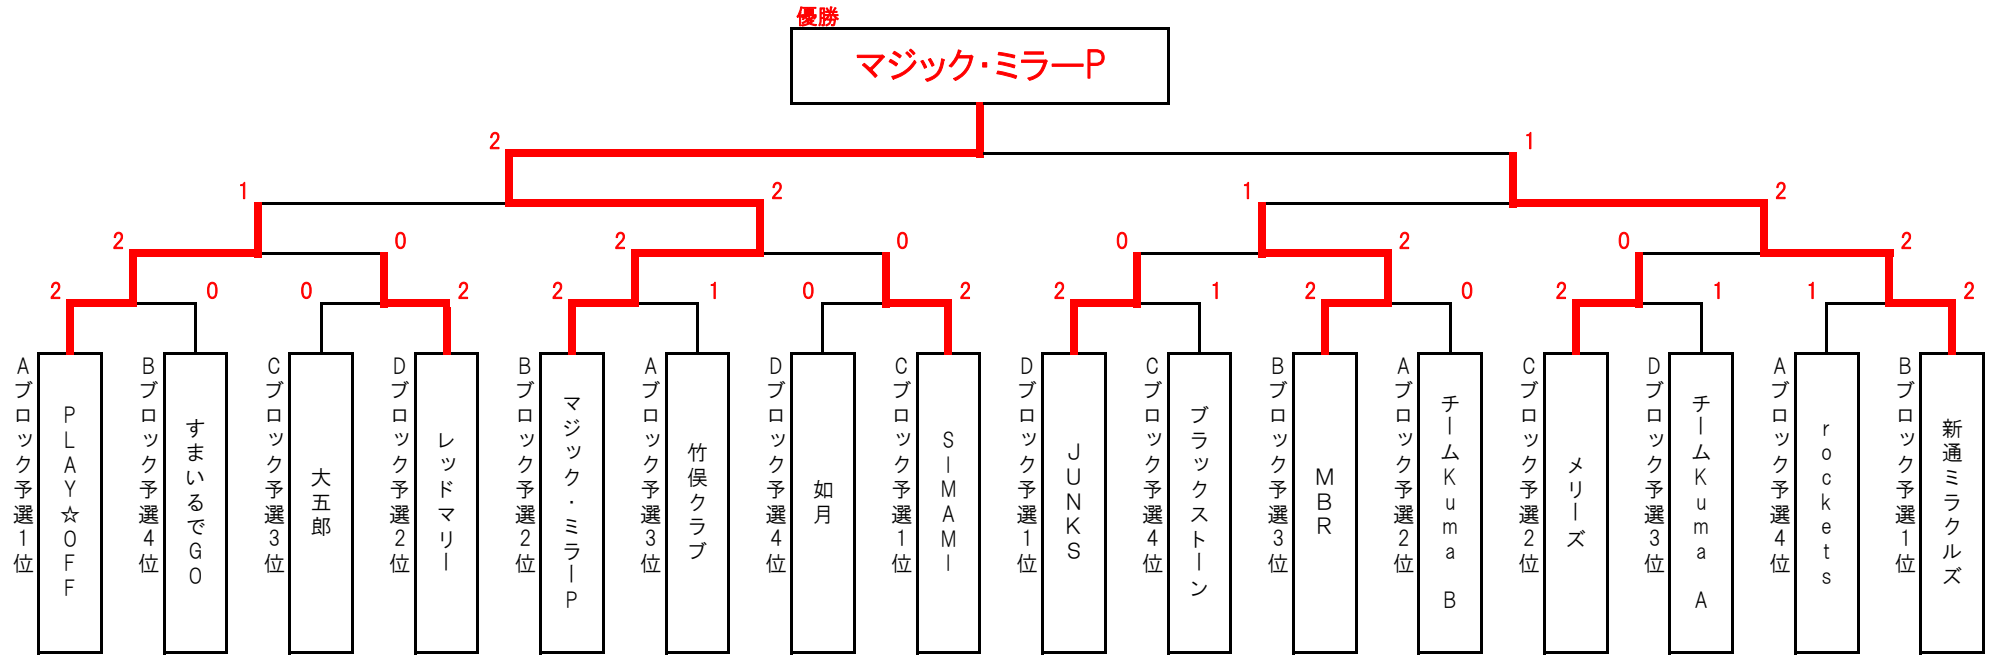 優勝
マジック・ミラーP
2
1
1
2
1
2
2
0
2
0
0
2
0
2
2
0
0
2
2
1
0
2
2
1
2
0
2
1
1
2
Aブロック予選1位
PLAY☆OFF
Bブロック予選4位
すまいるでGO
Cブロック予選3位
大五郎
Dブロック予選2位
レッドマリー
Bブロック予選2位
マジック・ミラーP
Aブロック予選3位
竹俣クラブ
Dブロック予選4位
如月
Cブロック予選1位
SIMAMI
Dブロック予選1位
JUNKS
Cブロック予選4位
ブラックストーン
Bブロック予選3位
MBR
Aブロック予選2位
チームKuma B
Cブロック予選2位
メリーズ
Dブロック予選3位
チームKuma A
Aブロック予選4位
rockets
Bブロック予選1位
新通ミラクルズ